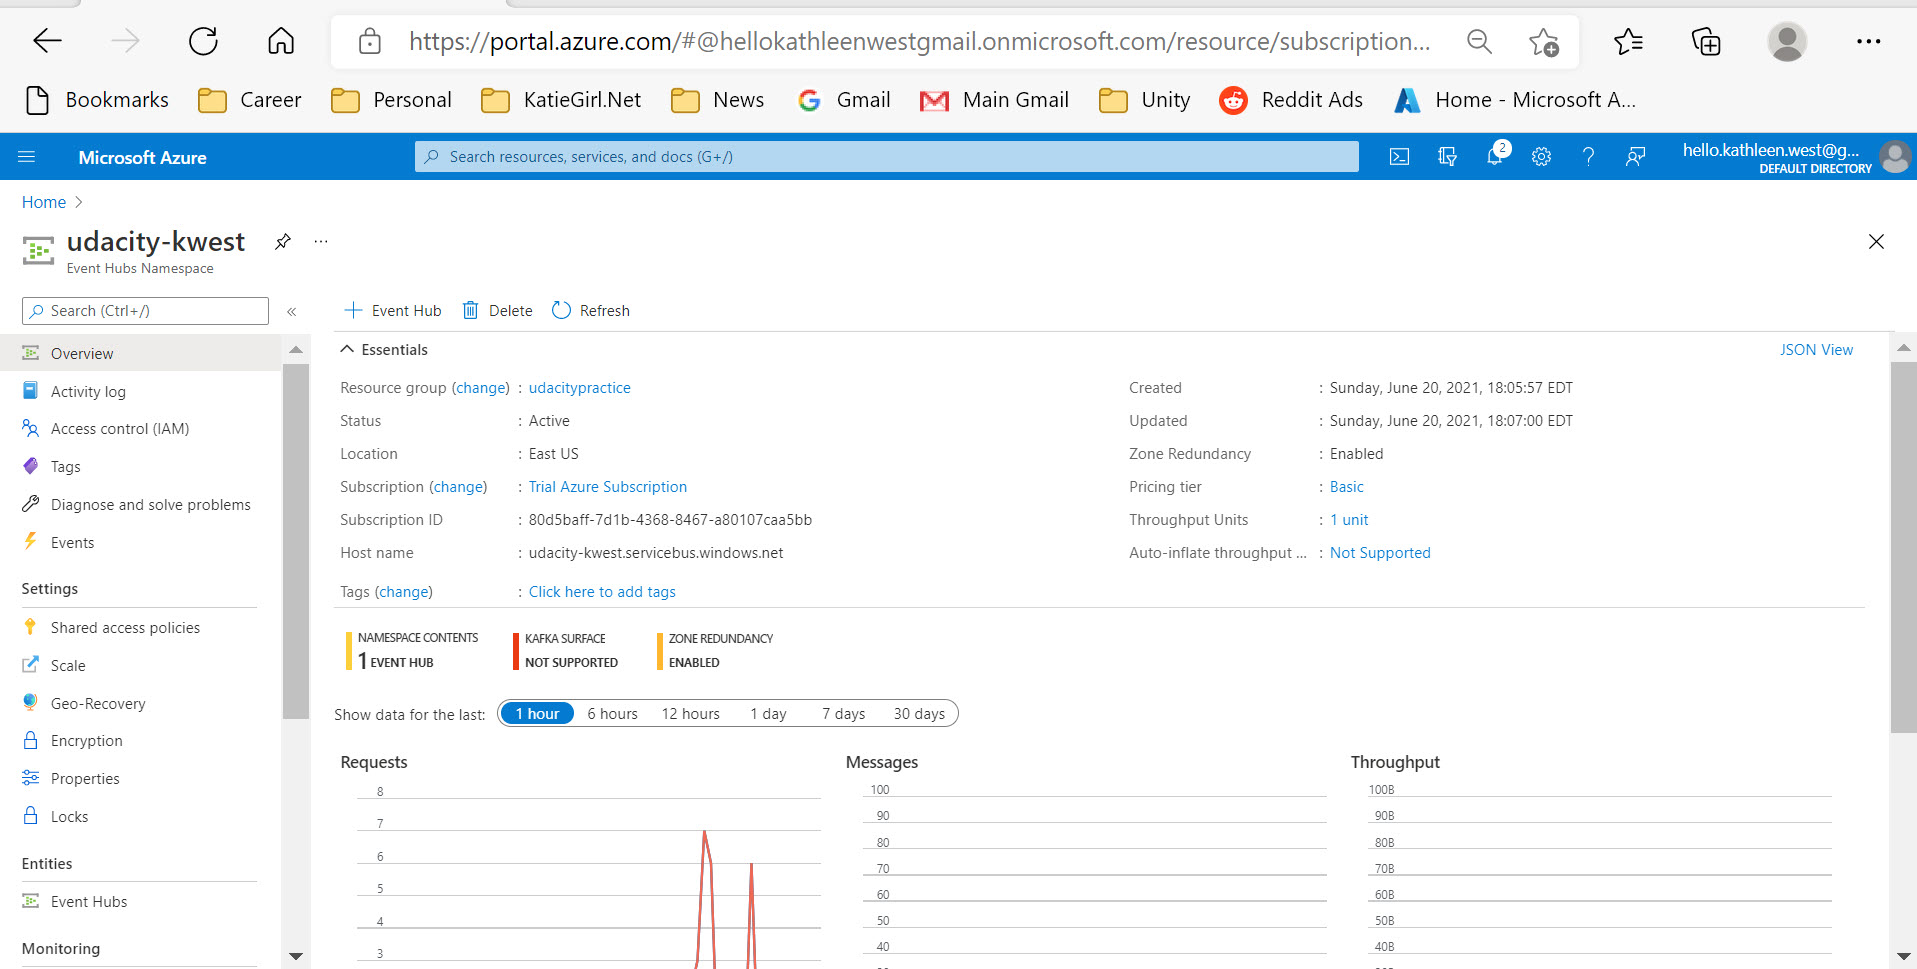 https://portal.azure.com/#@hellokathleenwestgmail.onmicrosoft.com/resource/subscription...
Bookmarks Career Personal KatieGirl.Net News Gmail Main Gmail Unity Reddit Ads Home - Microsoft A...
Microsoft Azure
Search resources, services, and docs (G+/)
2
hello.kathleen.west@g...
DEFAULT DIRECTORY
Home >
udacity-kwest
Event Hubs Namespace
Search (Ctrl+/)
«
Overview
Activity log
Access control (IAM)
Tags
Diagnose and solve problems
Events
Settings
Shared access policies
Scale
Geo-Recovery
Encryption
Properties
Locks
Entities
Event Hubs
Monitoring
Event Hub Delete Refresh
Essentials
JSON View
Resource group (change) : udacitypractice
Status : Active
Location : East US
Subscription (change) : Trial Azure Subscription
Subscription ID : 80d5baff-7d1b-4368-8467-a80107caa5bb
Host name : udacity-kwest.servicebus.windows.net
Tags (change) : Click here to add tags
Created : Sunday, June 20, 2021, 18:05:57 EDT
Updated : Sunday, June 20, 2021, 18:07:00 EDT
Zone Redundancy : Enabled
Pricing tier : Basic
Throughput Units : 1 unit
Auto-inflate throughput ... : Not Supported
NAMESPACE CONTENTS
1 EVENT HUB
KAFKA SURFACE
NOT SUPPORTED
ZONE REDUNDANCY
ENABLED
Show data for the last: 1 hour 6 hours 12 hours 1 day 7 days 30 days
Requests
8
7
6
5
4
3
Messages
100
90
80
70
60
50
40
Throughput
100B
90B
80B
70B
60B
50B
40B